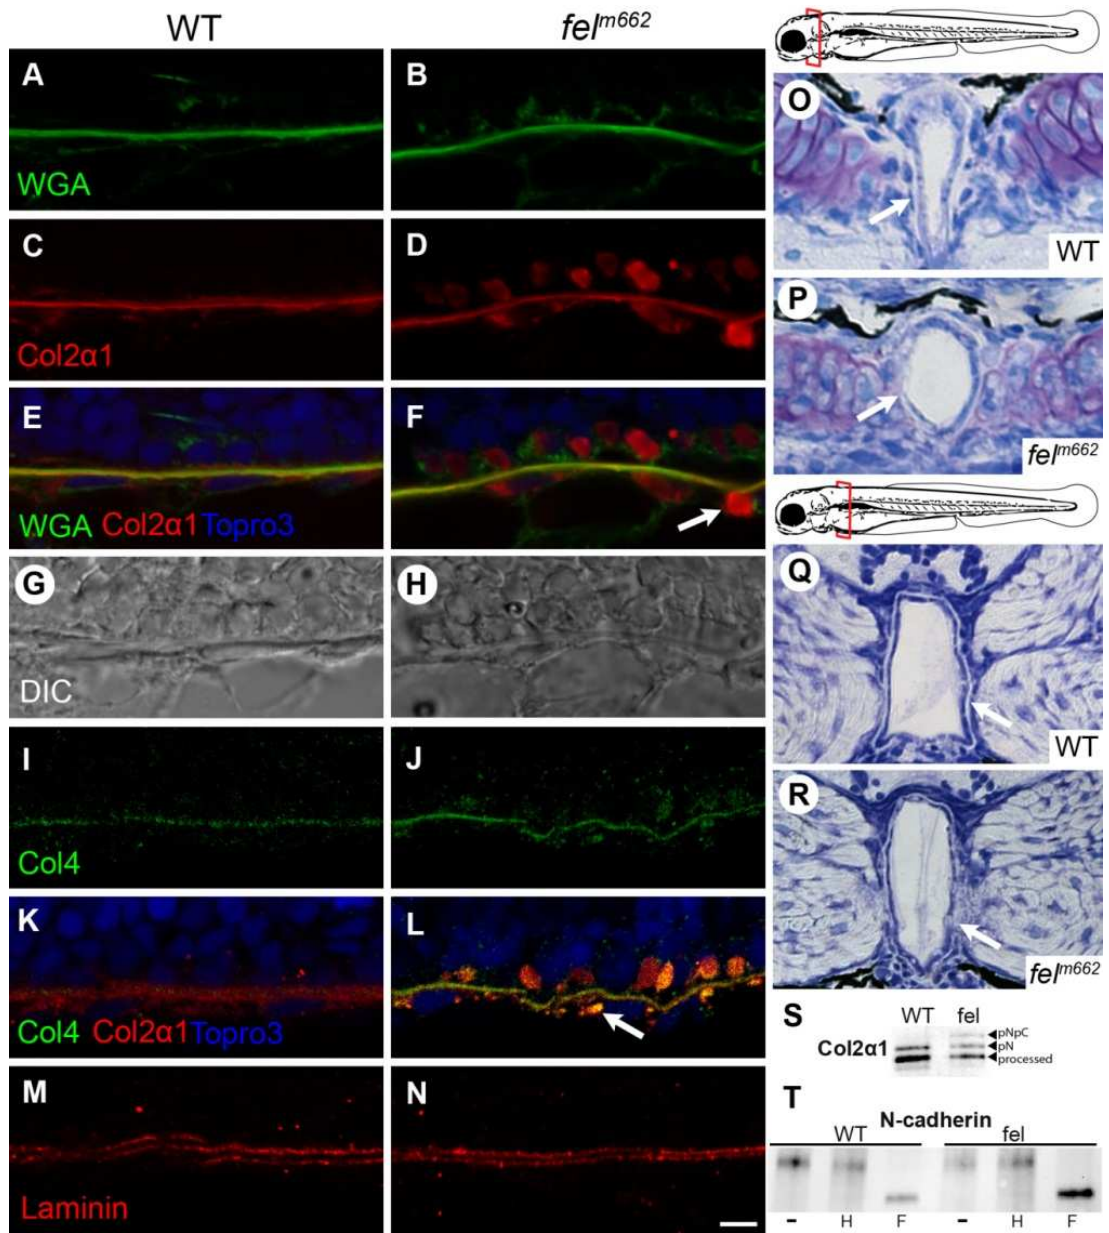 WT
fel^m662
A
B
WGA
C
D
Col2α1
E
F
WGA Col2α1 Topro3
G
H
DIC
I
J
Col4
K
L
Col4 Col2α1 Topro3
M
N
Laminin
O
WT
P
fel^m662
Q
WT
R
fel^m662
S
WT fel
Col2α1
pNpC
pN
processed
T
N-cadherin
WT fel
- H F - H F